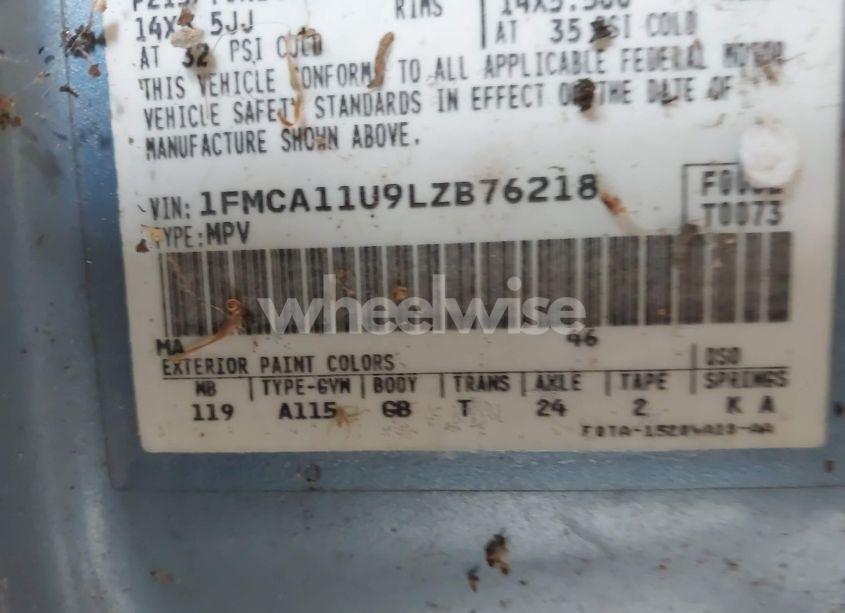 14X5.5JJ
RIMS
AT 32 PSI COLD
AT 35 PSI COLD
THIS VEHICLE CONFORMS TO ALL APPLICABLE FEDERAL MOTOR
VEHICLE SAFETY STANDARDS IN EFFECT ON THE DATE OF
MANUFACTURE SHOWN ABOVE.
VIN: 1FMCA11U9LZB76218
TYPE:MPV
T0073
wheelwise
MA 46
EXTERIOR PAINT COLORS DSO
WB TYPE-GVW BODY TRANS AXLE TAPE SPRINGS
119 A115 GB T 24 2 K A